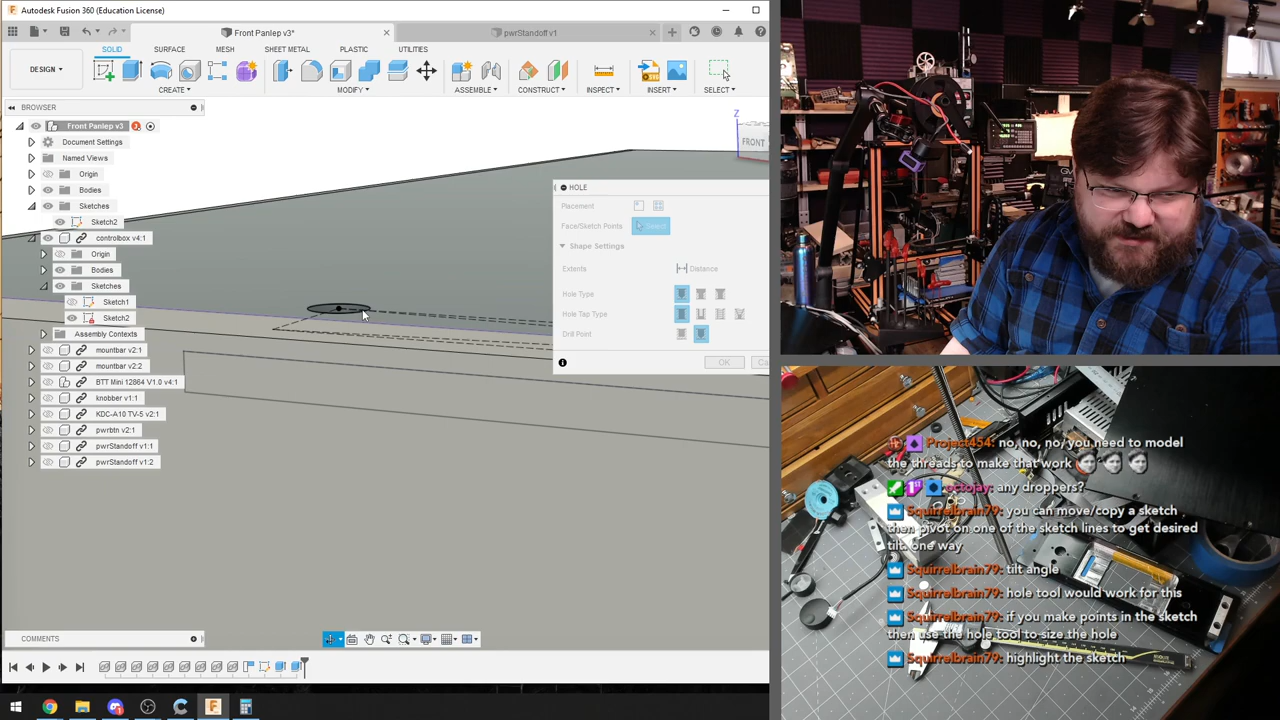 Autodesk Fusion 360 (Education License)
Front Panlep v3*
pwrStandoff v1
DESIGN
SOLID
SURFACE
MESH
SHEET METAL
PLASTIC
UTILITIES
CREATE
MODIFY
ASSEMBLE
CONSTRUCT
INSPECT
INSERT
SELECT
BROWSER
Front Panlep v3
Document Settings
Named Views
Origin
Bodies
Sketches
Sketch2
controlbox v4:1
Origin
Bodies
Sketches
Sketch1
Sketch2
Assembly Contexts
mountbar v2:1
mountbar v2:2
BTT Mini 12864 V1.0 v4:1
knobber v1:1
KDC-A10 TV-5 v2:1
pwrbtn v2:1
pwrStandoff v1:1
pwrStandoff v1:2
Z
FRONT
HOLE
Placement
Face/Sketch Points
Select
Shape Settings
Extents
Distance
Hole Type
Hole Tap Type
Drill Point
OK
Ca
COMMENTS
Project454: no, no, no, you need to model
the threads to make that work
octojay: any droppers?
Squirrelbrain79: you can move/copy a sketch
then pivot on one of the sketch lines to get desired
tilt. one way
Squirrelbrain79: tilt angle
Squirrelbrain79: hole tool would work for this
Squirrelbrain79: if you make points in the sketch
then use the hole tool to size the hole
Squirrelbrain79: highlight the sketch